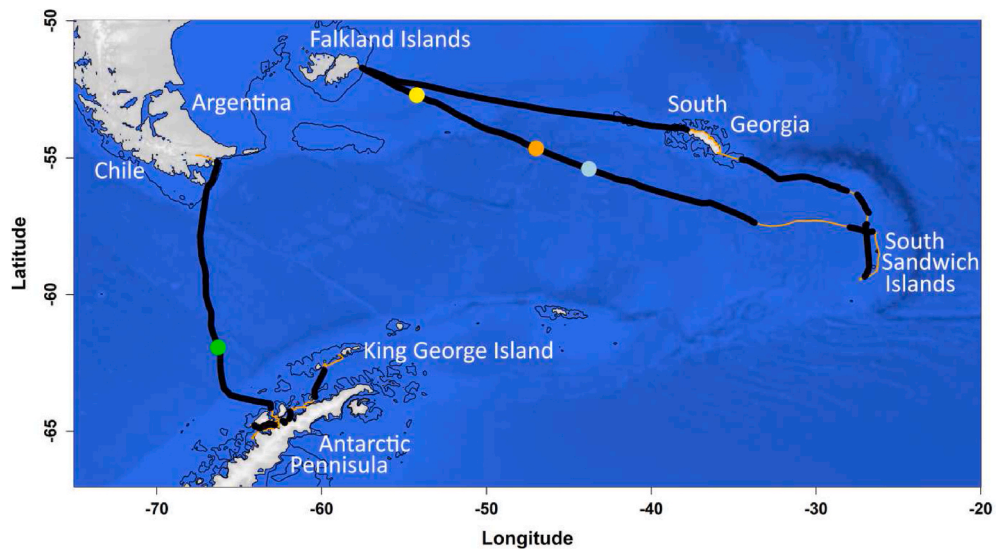 -50
Falkland Islands
Argentina
South
Georgia
-55
Chile
Latitude
South
Sandwich
Islands
-60
King George Island
-65
Antarctic
Pennisula
-70
-60
-50
-40
-30
-20
Longitude